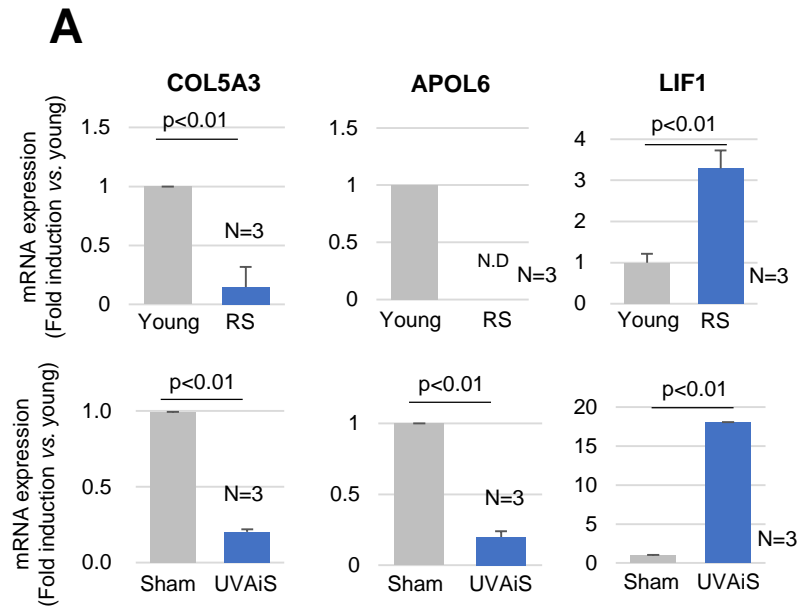 A
COL5A3
APOL6
LIF1
mRNA expression
(Fold induction vs. young)
1.5
1
0.5
0
p<0.01
N=3
Young RS
1.5
1
0.5
0
N.D
N=3
Young RS
4
3
2
1
0
p<0.01
N=3
Young RS
mRNA expression
(Fold induction vs. young)
1.0
0.5
0.0
p<0.01
N=3
Sham UVAiS
1
0.5
0
p<0.01
N=3
Sham UVAiS
20
15
10
5
0
p<0.01
N=3
Sham UVAiS